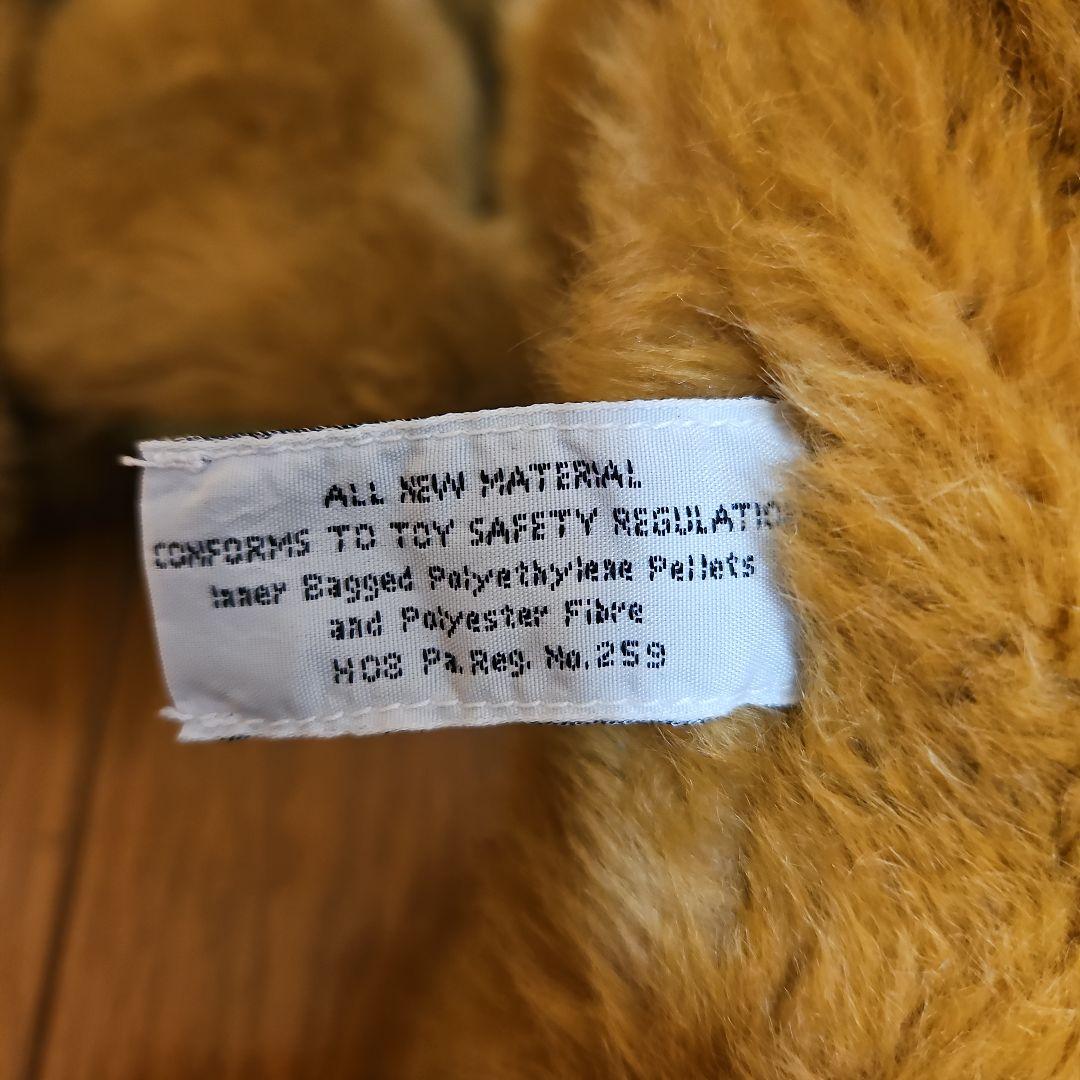 ALL NEW MATERIAL
CONFORMS TO TOY SAFETY REGULATIO
Inner Bagged Polyethylene Pellets
and Polyester Fibre
HO8 Pa.Reg. No.259